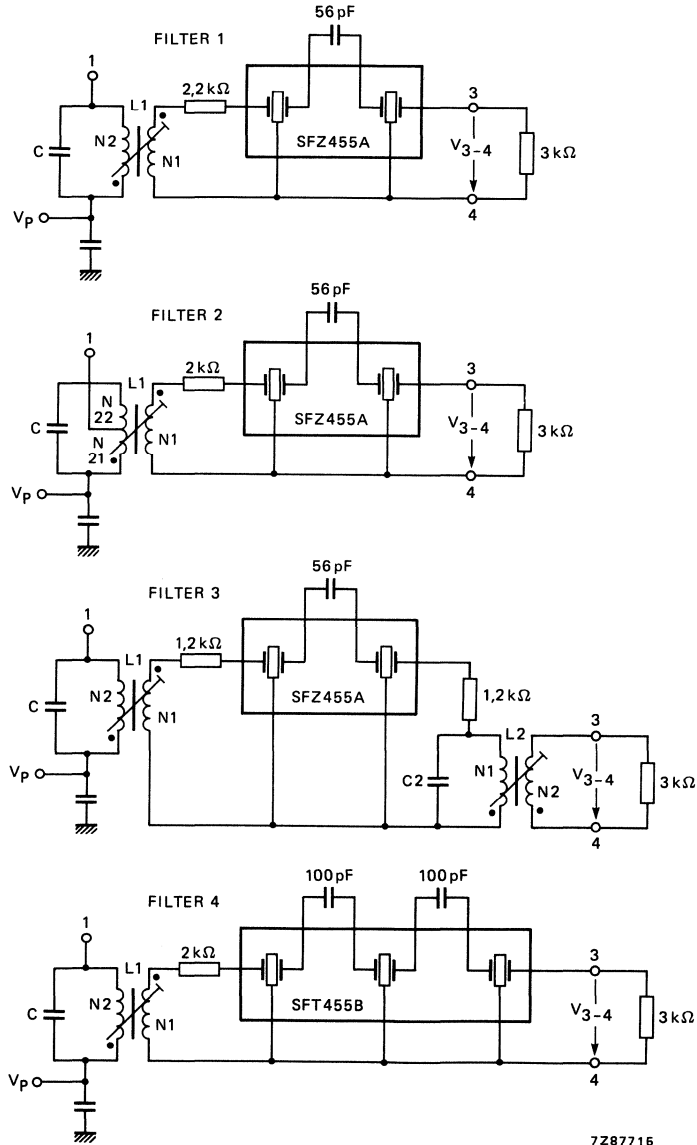 56 pF
FILTER 1
1
L1
2,2 kΩ
3
C
N2
N1
SFZ455A
V3-4
3 kΩ
VP
4
56 pF
FILTER 2
1
L1
2 kΩ
3
C
N
22
N
21
N1
SFZ455A
V3-4
3 kΩ
VP
4
56 pF
FILTER 3
1
L1
1,2 kΩ
C
N2
N1
SFZ455A
1,2 kΩ
L2
3
VP
C2
N1
N2
V3-4
3 kΩ
4
100 pF
100 pF
FILTER 4
1
L1
2 kΩ
3
C
N2
N1
SFT455B
V3-4
3 kΩ
VP
4
7Z87716